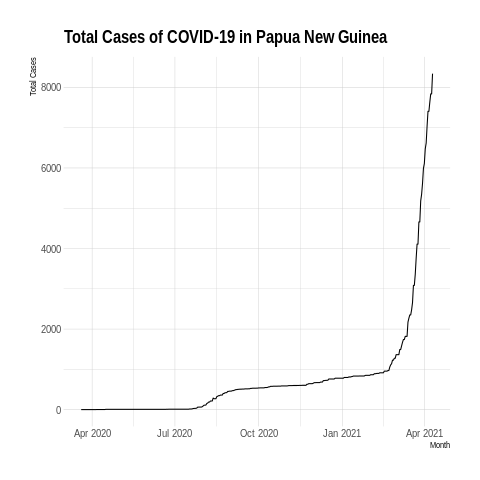 Total Cases of COVID-19 in Papua New Guinea
Total Cases
8000
6000
4000
2000
0
Apr 2020 Jul 2020 Oct 2020 Jan 2021 Apr 2021
Month